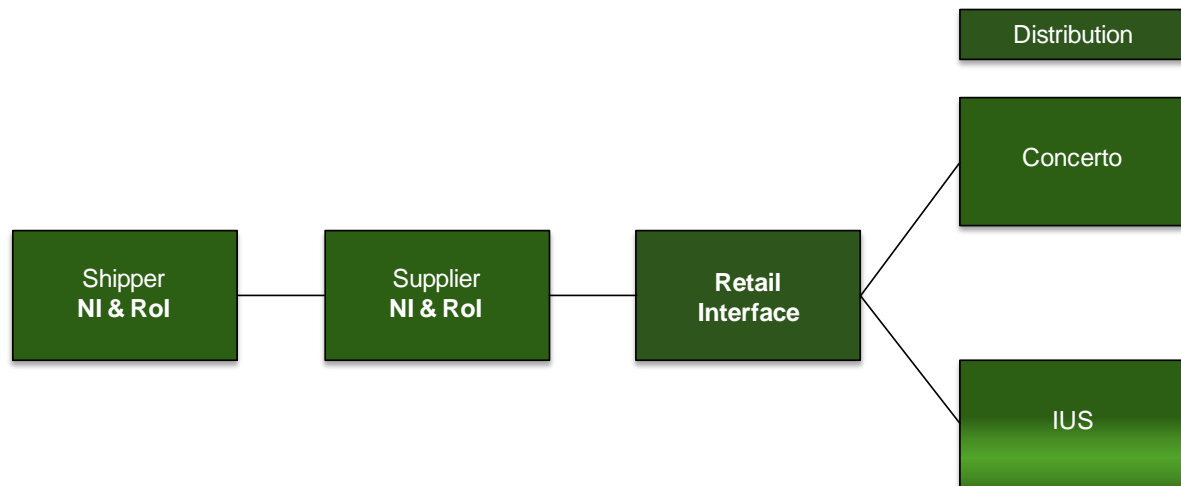 Distribution
Concerto
Shipper
NI & RoI
Supplier
NI & RoI
Retail
Interface
IUS